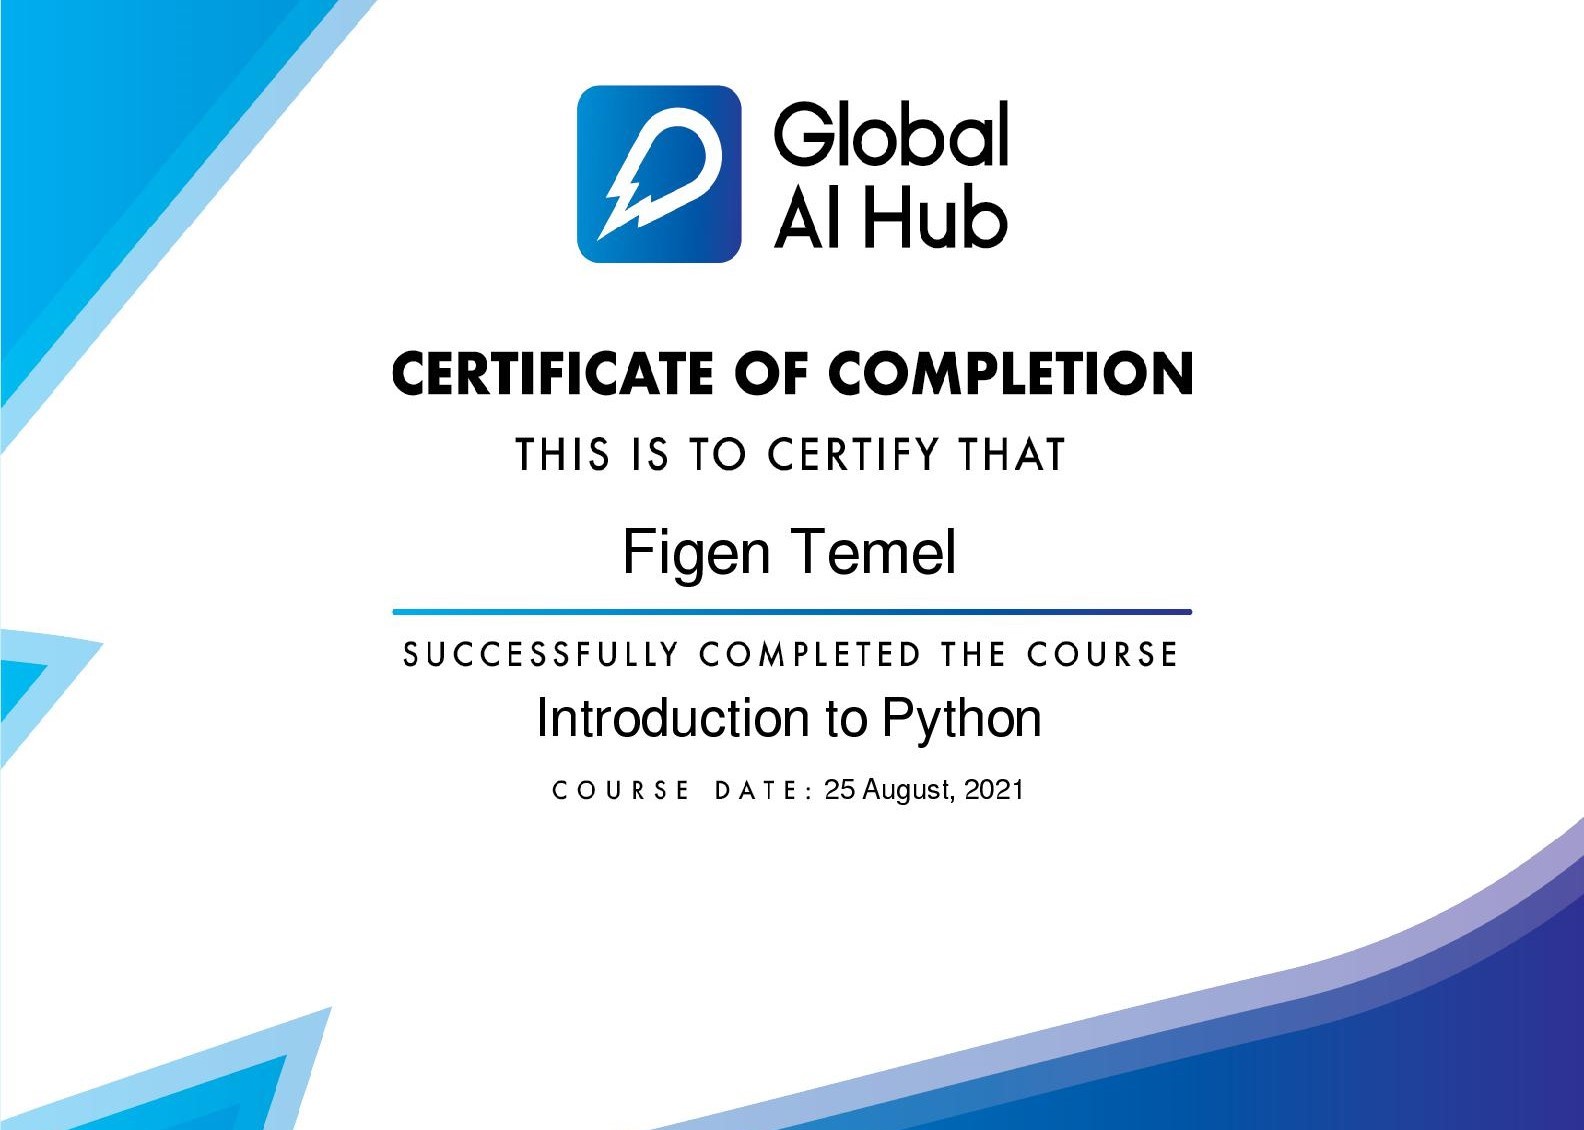 Global
AI Hub
CERTIFICATE OF COMPLETION
THIS IS TO CERTIFY THAT
Figen Temel
SUCCESSFULLY COMPLETED THE COURSE
Introduction to Python
COURSE DATE: 25 August, 2021